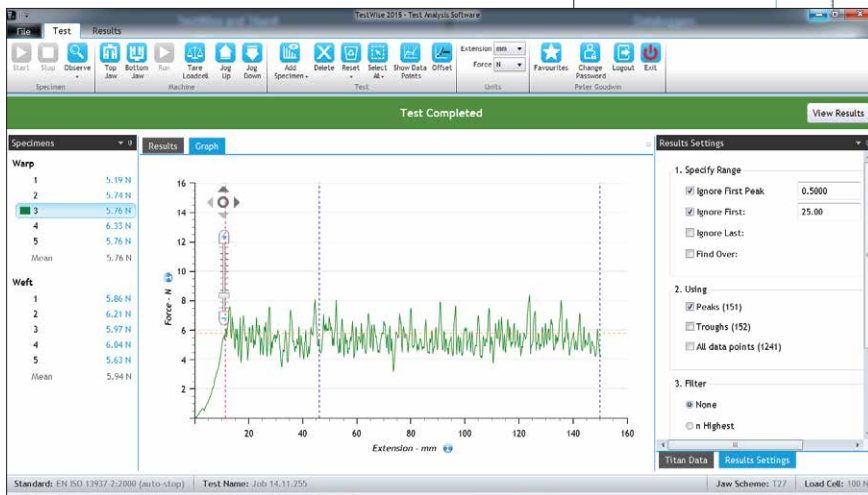 TestWise 2015 - Test Analysis Software
File Test Results
Start Stop Observe Top Jaw Bottom Jaw Run Tare Loadcell Jog Up Jog Down Add Specimen Delete Reset Select All Show Data Points Offset Extension mm Force N Favourites Change Password Logout Exit
Specimen Machine Test Units Peter Goodwin
Test Completed
View Results
Specimens
Warp
1 5.19 N
2 5.74 N
3 5.76 N
4 6.33 N
5 5.76 N
Mean 5.76 N
Weft
1 5.86 N
2 6.21 N
3 5.97 N
4 6.04 N
5 5.63 N
Mean 5.94 N
Results Graph
16
14
12
10
8
6
4
2
Force - N
20 40 60 80 100 120 140 160
Extension - mm
Results Settings
1. Specify Range
Ignore First Peak 0.5000
Ignore First: 25.00
Ignore Last:
Find Over:
2. Using
Peaks (151)
Troughs (152)
All data points (1241)
3. Filter
None
n Highest
Titan Data Results Settings
Standard: EN ISO 13937-2:2000 (auto-stop) Test Name: Job 14.11.255 Jaw Scheme: T27 Load Cell: 100 N